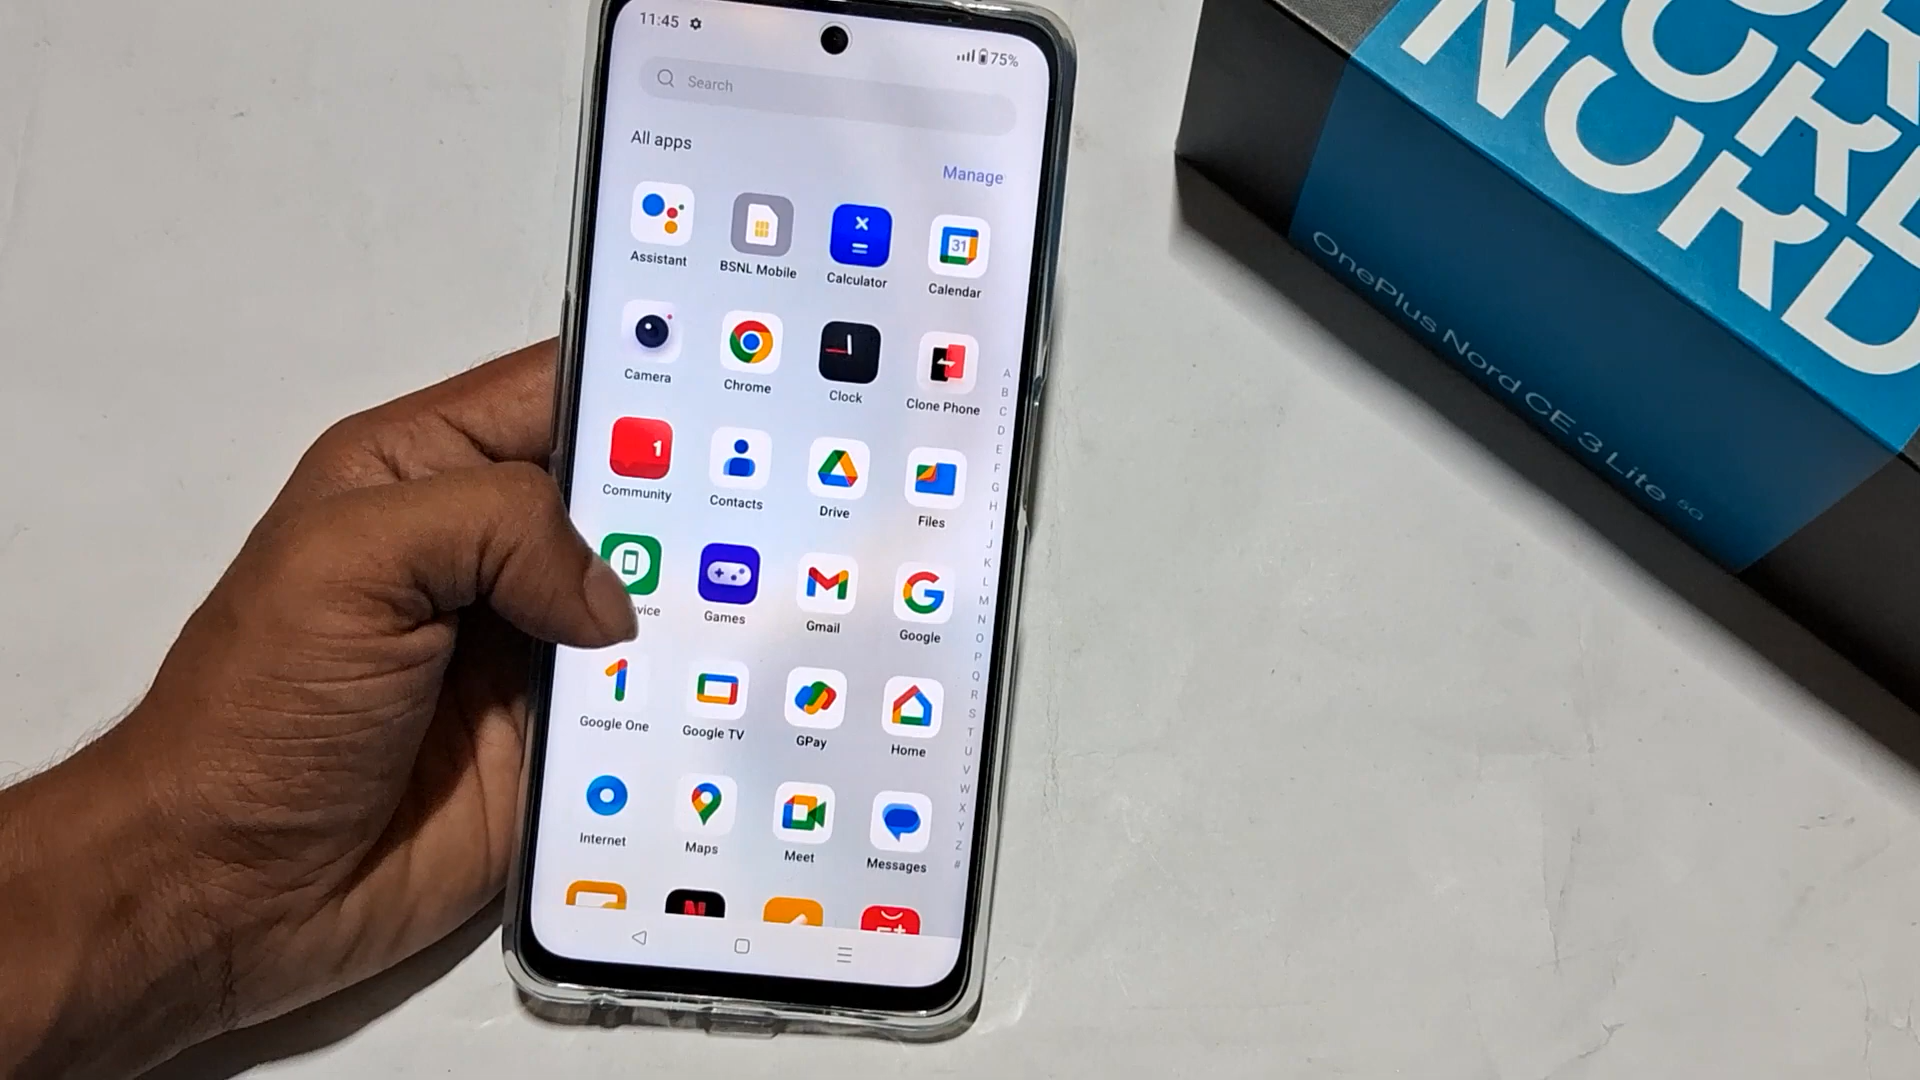 11:45
75%
Search
All apps
Manage
Assistant
BSNL Mobile
Calculator
31
Calendar
Camera
Chrome
Clock
Clone Phone
1
Community
Contacts
Drive
Files
vice
Games
Gmail
Google
Google One
Google TV
GPay
Home
Internet
Maps
Meet
Messages
A
B
C
D
E
F
G
H
I
J
K
L
M
N
O
P
Q
R
S
T
U
V
W
X
Y
Z
#
NORD
NORD
OnePlus Nord CE 3 Lite 5G